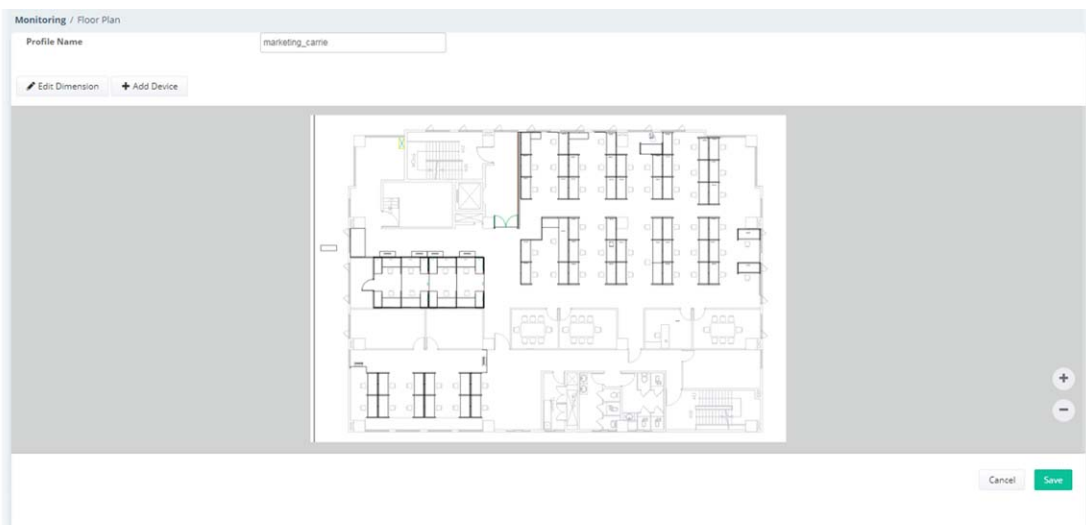 Monitoring / Floor Plan
Profile Name marketing_carrie
Edit Dimension + Add Device
+
−
Cancel Save